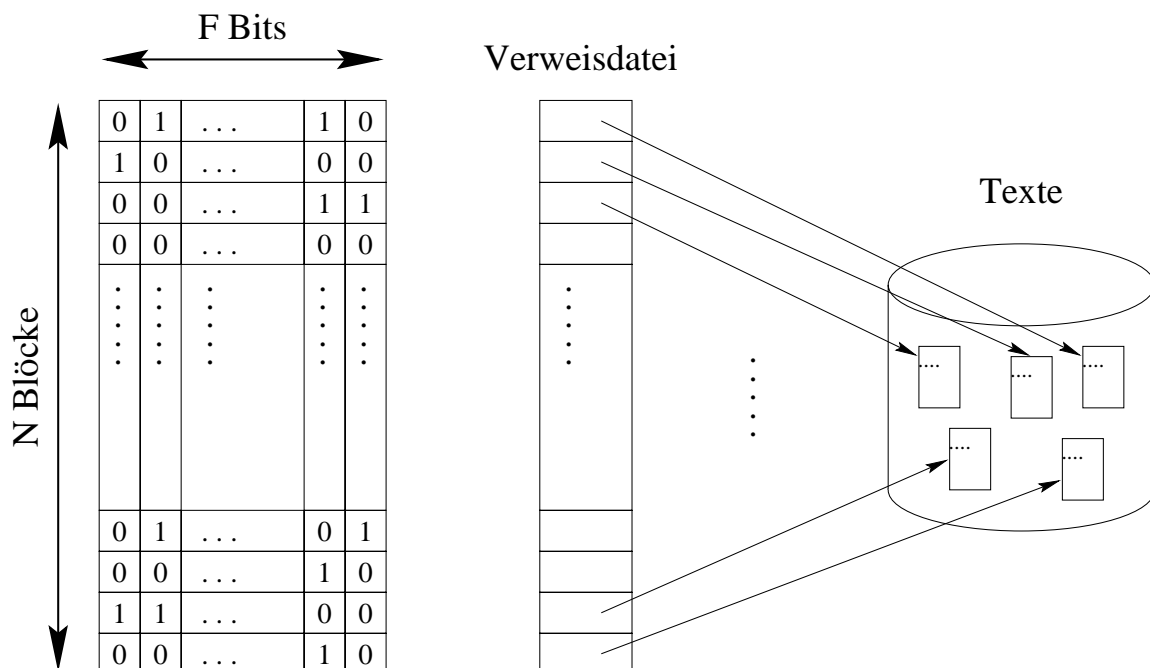 F Bits
Verweisdatei
Texte
N Blöcke
0 1 . . . 1 0
1 0 . . . 0 0
0 0 . . . 1 1
0 0 . . . 0 0
0 1 . . . 0 1
0 0 . . . 1 0
1 1 . . . 0 0
0 0 . . . 1 0